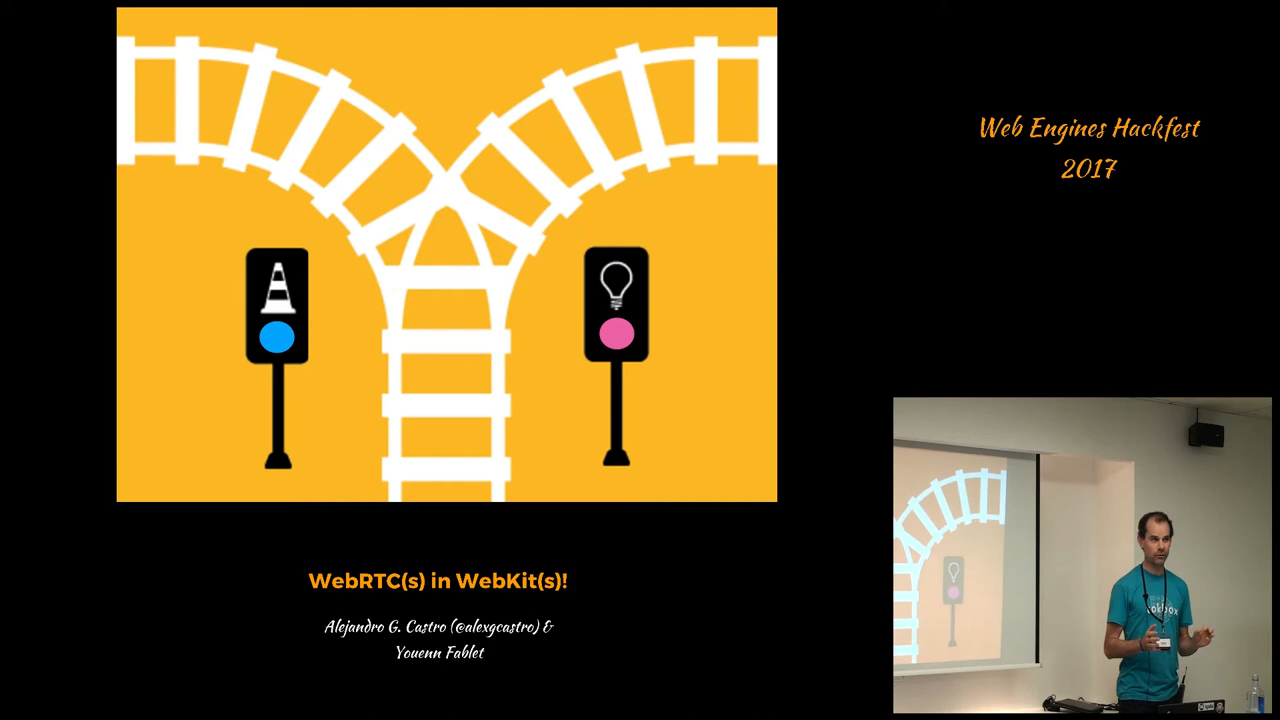 Web Engines Hackfest
2017
WebRTC(s) in WebKit(s)!
Alejandro G. Castro (@alexgcastro) &
Youenn Fablet